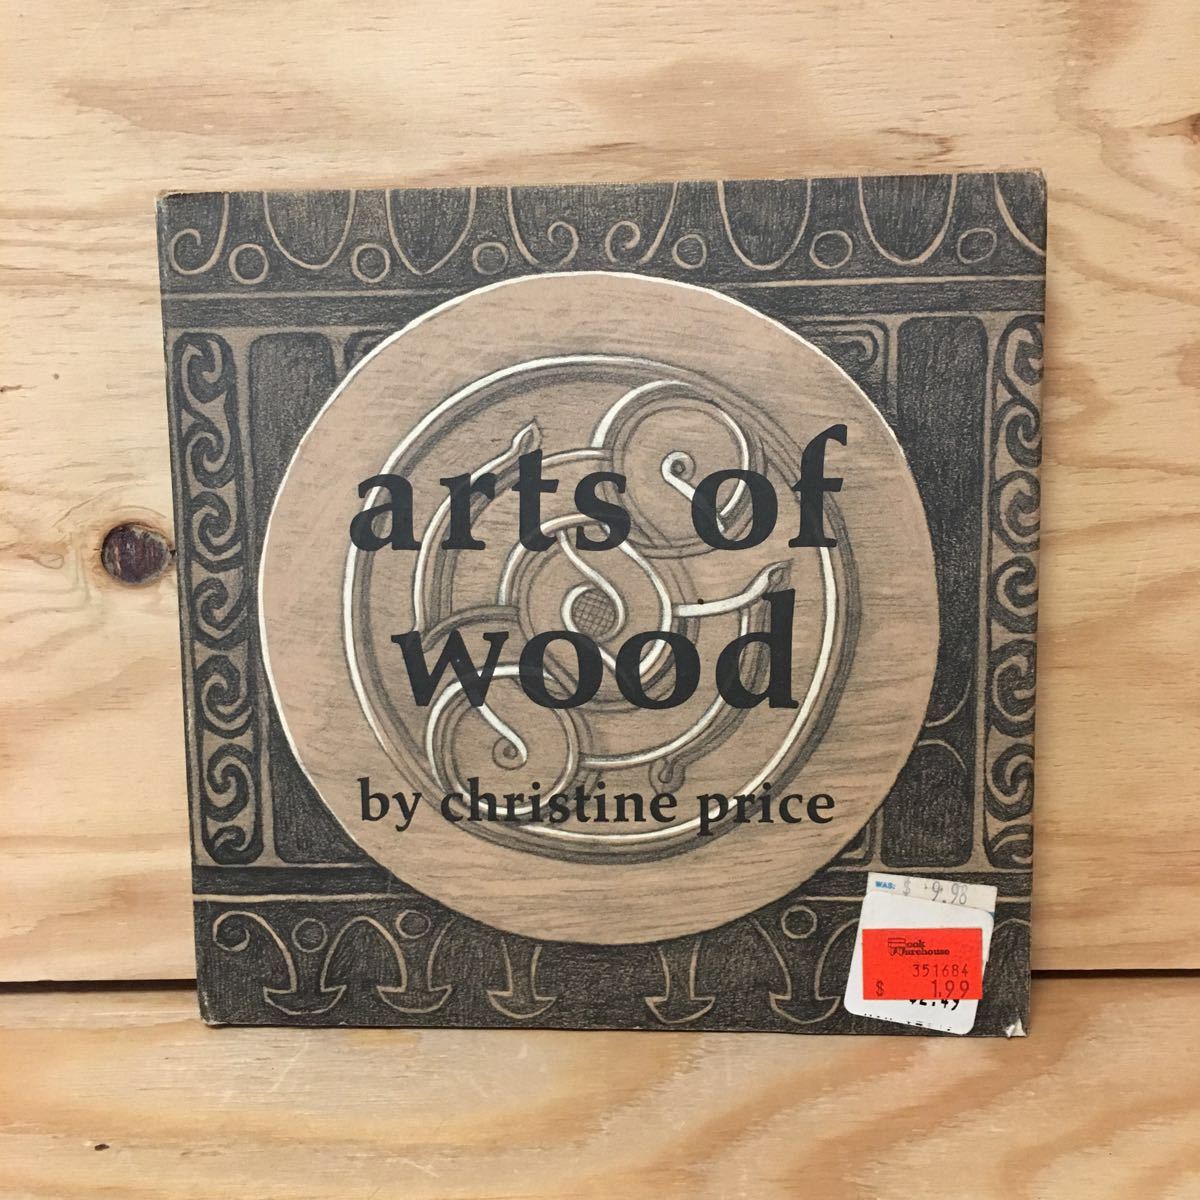 arts of
wood
by christine price
WAS: $ 9.98
Book
Warehouse
351684
$ 1.99